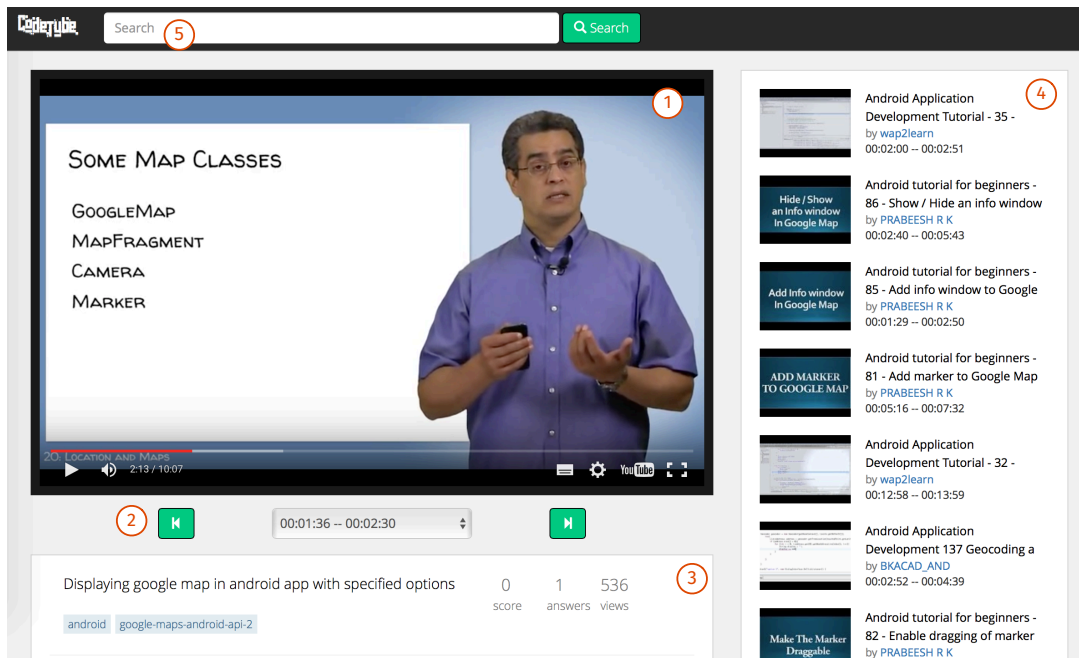 Codetube
Search
5
Search
1
SOME MAP CLASSES
GOOGLEMAP
MAPFRAGMENT
CAMERA
MARKER
20: LOCATION AND MAPS
2:13 / 10:07
YouTube
2
00:01:36 -- 00:02:30
Displaying google map in android app with specified options
0
1
536
score
answers
views
3
android
google-maps-android-api-2
4
Android Application
Development Tutorial - 35 -
by wap2learn
00:02:00 -- 00:02:51
Hide / Show
an Info window
In Google Map
Android tutorial for beginners -
86 - Show / Hide an info window
by PRABEESH R K
00:02:40 -- 00:05:43
Add Info window
In Google Map
Android tutorial for beginners -
85 - Add info window to Google
by PRABEESH R K
00:01:29 -- 00:02:50
ADD MARKER
TO GOOGLE MAP
Android tutorial for beginners -
81 - Add marker to Google Map
by PRABEESH R K
00:05:16 -- 00:07:32
Android Application
Development Tutorial - 32 -
by wap2learn
00:12:58 -- 00:13:59
Android Application
Development 137 Geocoding a
by BKACAD_AND
00:02:52 -- 00:04:39
Make The Marker
Draggable
Android tutorial for beginners -
82 - Enable dragging of marker
by PRABEESH R K